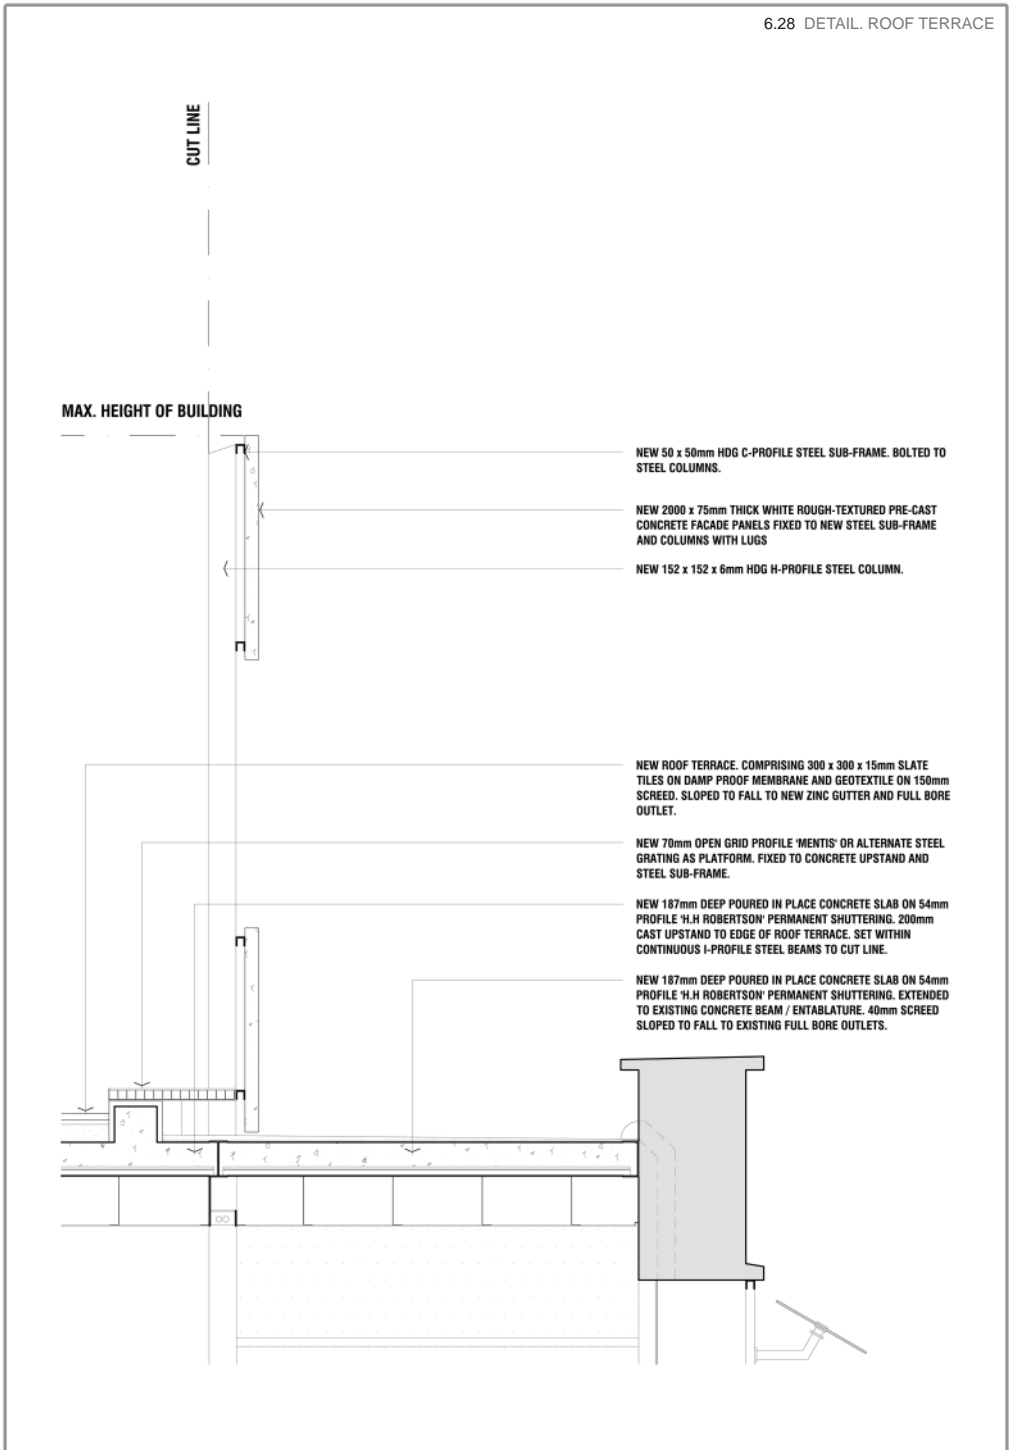 6.28 DETAIL. ROOF TERRACE
CUT LINE
MAX. HEIGHT OF BUILDING
NEW 50 x 50mm HDG C-PROFILE STEEL SUB-FRAME. BOLTED TO
STEEL COLUMNS.
NEW 2000 x 75mm THICK WHITE ROUGH-TEXTURED PRE-CAST
CONCRETE FACADE PANELS FIXED TO NEW STEEL SUB-FRAME
AND COLUMNS WITH LUGS
NEW 152 x 152 x 6mm HDG H-PROFILE STEEL COLUMN.
NEW ROOF TERRACE. COMPRISING 300 x 300 x 15mm SLATE
TILES ON DAMP PROOF MEMBRANE AND GEOTEXTILE ON 150mm
SCREED. SLOPED TO FALL TO NEW ZINC GUTTER AND FULL BORE
OUTLET.
NEW 70mm OPEN GRID PROFILE 'MENTIS' OR ALTERNATE STEEL
GRATING AS PLATFORM. FIXED TO CONCRETE UPSTAND AND
STEEL SUB-FRAME.
NEW 187mm DEEP POURED IN PLACE CONCRETE SLAB ON 54mm
PROFILE 'H.H ROBERTSON' PERMANENT SHUTTERING. 200mm
CAST UPSTAND TO EDGE OF ROOF TERRACE. SET WITHIN
CONTINUOUS I-PROFILE STEEL BEAMS TO CUT LINE.
NEW 187mm DEEP POURED IN PLACE CONCRETE SLAB ON 54mm
PROFILE 'H.H ROBERTSON' PERMANENT SHUTTERING. EXTENDED
TO EXISTING CONCRETE BEAM / ENTABLATURE. 40mm SCREED
SLOPED TO FALL TO EXISTING FULL BORE OUTLETS.